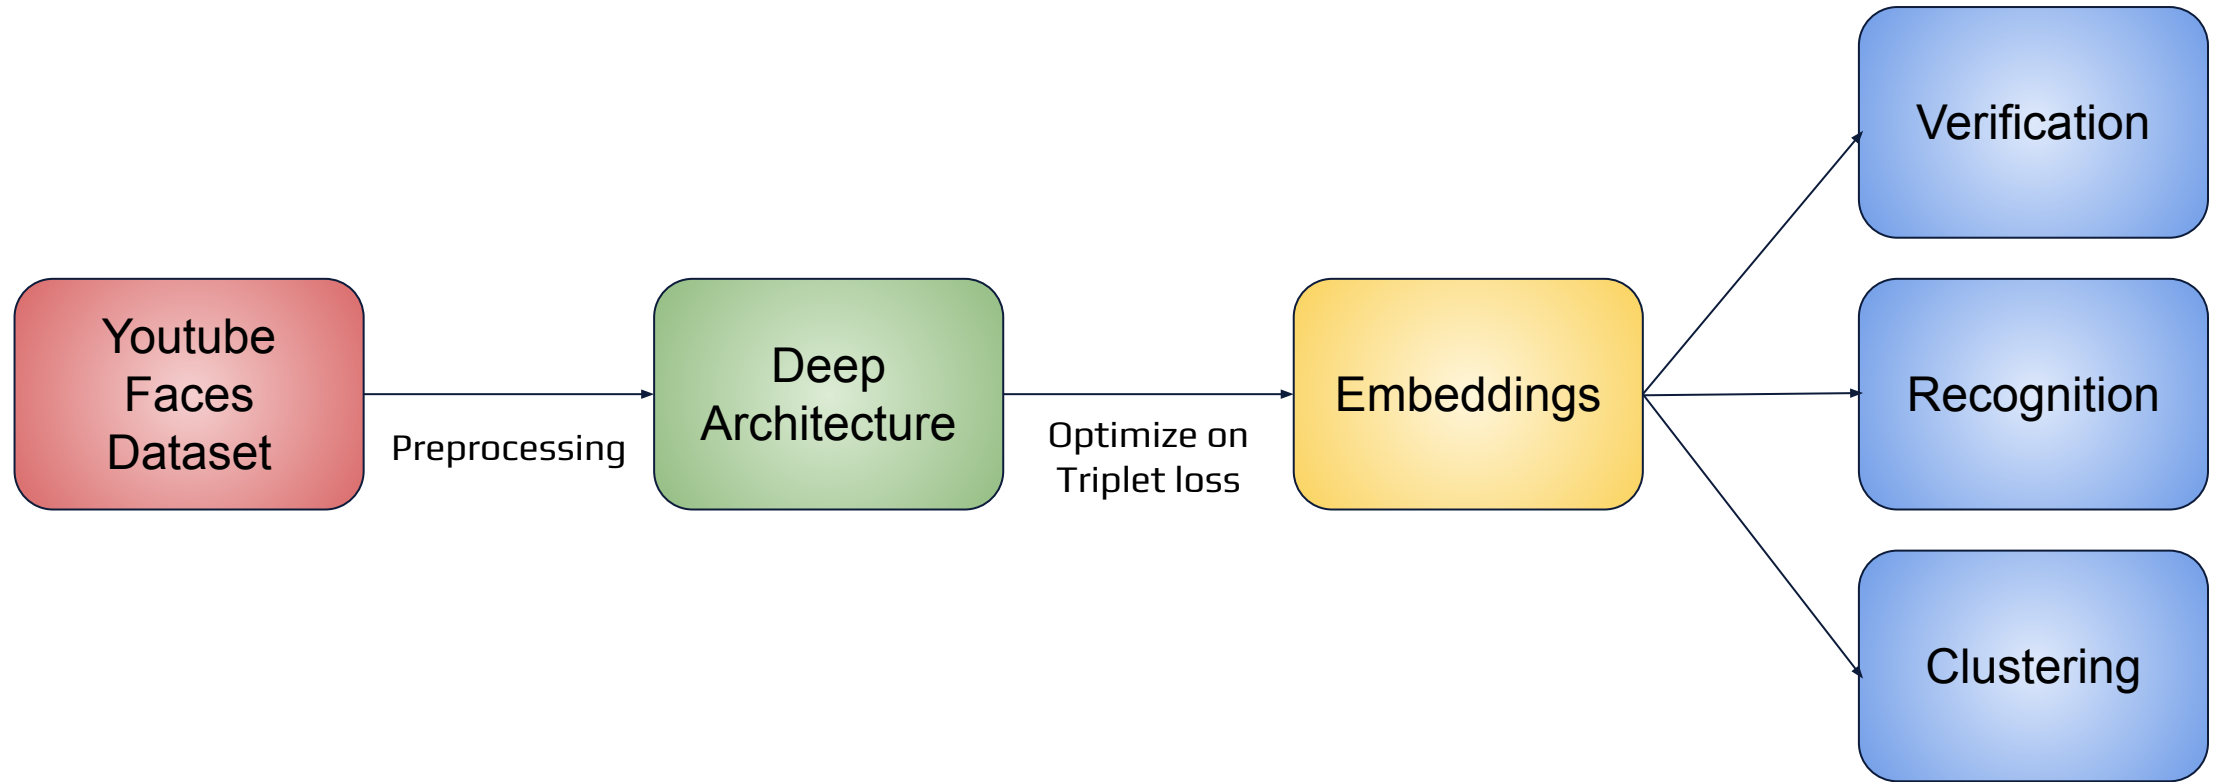 Youtube
Faces
Dataset
Preprocessing
Deep
Architecture
Optimize on
Triplet loss
Embeddings
Verification
Recognition
Clustering